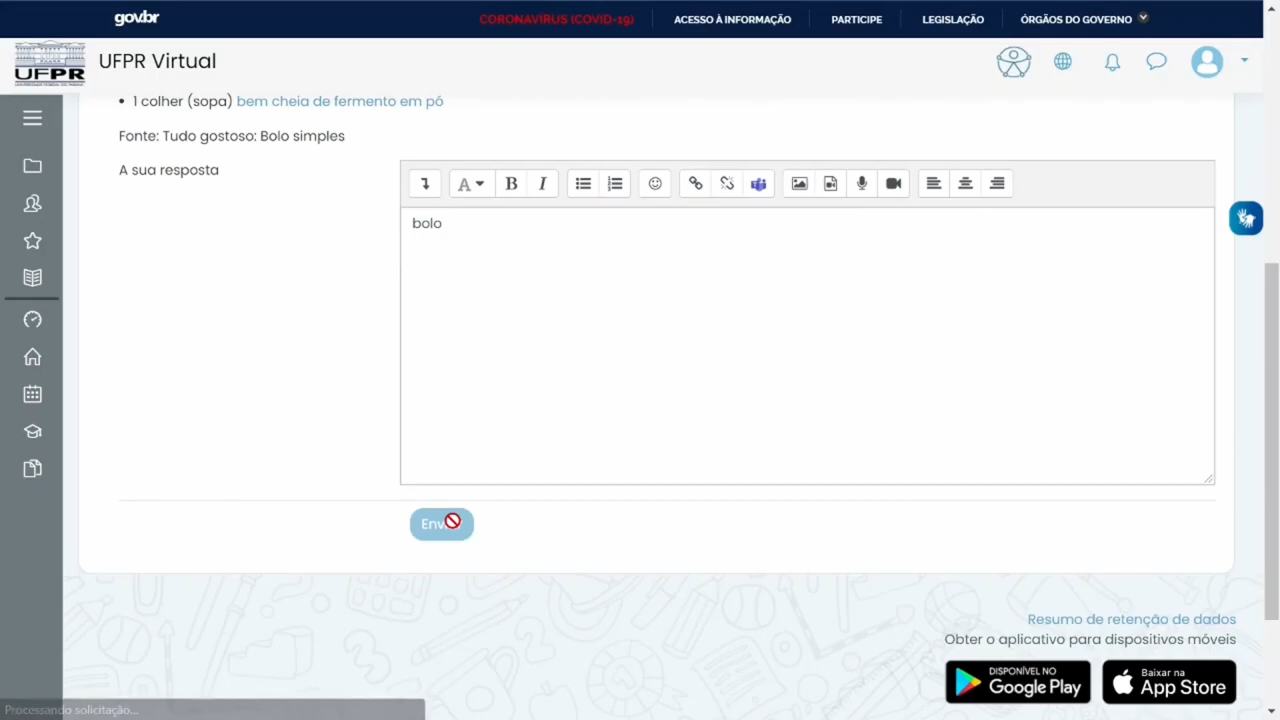 gov.br
CORONAVÍRUS (COVID-19)
ACESSO À INFORMAÇÃO
PARTICIPE
LEGISLAÇÃO
ÓRGÃOS DO GOVERNO
UFPR
UFPR Virtual
• 1 colher (sopa) bem cheia de fermento em pó
Fonte: Tudo gostoso: Bolo simples
A sua resposta
A
B
I
bolo
Resumo de retenção de dados
Obter o aplicativo para dispositivos móveis
DISPONÍVEL NO
Google Play
Baixar na
App Store
Processando solicitação...